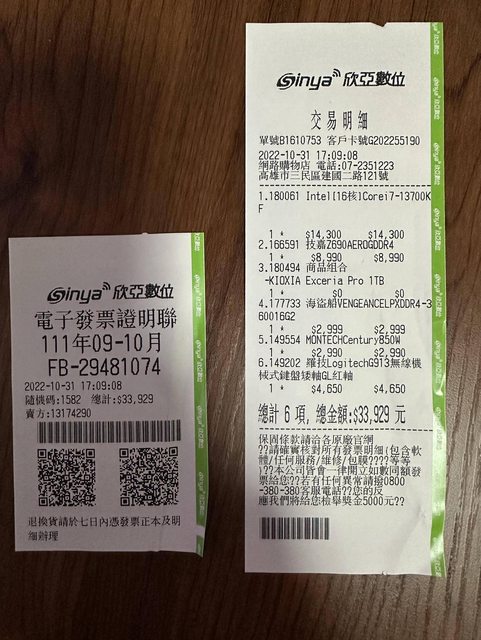 Sinya 欣亞數位
電子發票證明聯
111年09-10月
FB-29481074
2022-10-31 17:09:08
隨機碼:1582 總計:$33,929
賣方:13174290
退換貨請於七日內憑發票正本及明
細辦理
Sinya 欣亞數位
交易明細
單號B1610753 客戶卡號G202255190
2022-10-31 17:09:08
網路購物店 電話:07-2351223
高雄市三民區建國二路121號
1.180061 Intel[16核]Corei7-13700K
F
1 * $14,300 $14,300
2.166591 技嘉Z690AEROGDDR4
1 * $8,990 $8,990
3.180494 商品組合
-KIOXIA Exceria Pro 1TB
1 * $0 $0
4.177733 海盜船VENGEANCELPXDDR4-3
60016G2
1 * $2,999 $2,999
5.149554 MONTECHCentury850W
1 * $2,990 $2,990
6.149202 羅技LogitechG913無線機
械式鍵盤矮軸GL紅軸
1 * $4,650 $4,650
總計 6 項, 總金額:$33,929 元
保固條款請洽各原廠官網
??請確實核對所有發票明細(包含軟
體/任何服務/維修/包膜????等等
)??本公司皆會一律開立如數同額發
票給您??若有任何異常請撥0800
-380-380客服電話??您的反
應我們將給您檢舉獎金5000元??